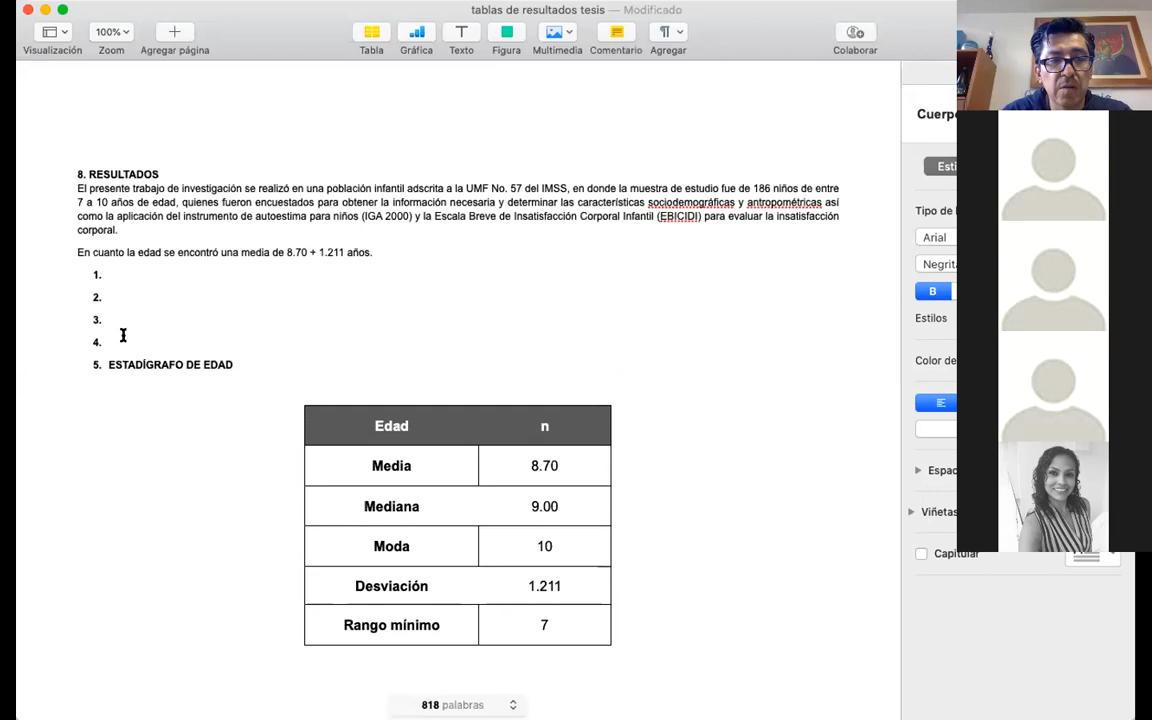 tablas de resultados tesis — Modificado
100%
Visualización Zoom Agregar página Tabla Gráfica Texto Figura Multimedia Comentario Agregar Colaborar
8. RESULTADOS
El presente trabajo de investigación se realizó en una población infantil adscrita a la UMF No. 57 del IMSS, en donde la muestra de estudio fue de 186 niños de entre
7 a 10 años de edad, quienes fueron encuestados para obtener la información necesaria y determinar las características sociodemográficas y antropométricas así
como la aplicación del instrumento de autoestima para niños (IGA 2000) y la Escala Breve de Insatisfacción Corporal Infantil (EBICIDI) para evaluar la insatisfacción
corporal.
En cuanto la edad se encontró una media de 8.70 + 1.211 años.
1.
2.
3.
4.
5. ESTADÍGRAFO DE EDAD
Edad n
Media 8.70
Mediana 9.00
Moda 10
Desviación 1.211
Rango mínimo 7
818 palabras
Cuerpo
Esti
Tipo de
Arial
Negrita
B
Estilos
Color de
Espac
Viñetas
Capitular